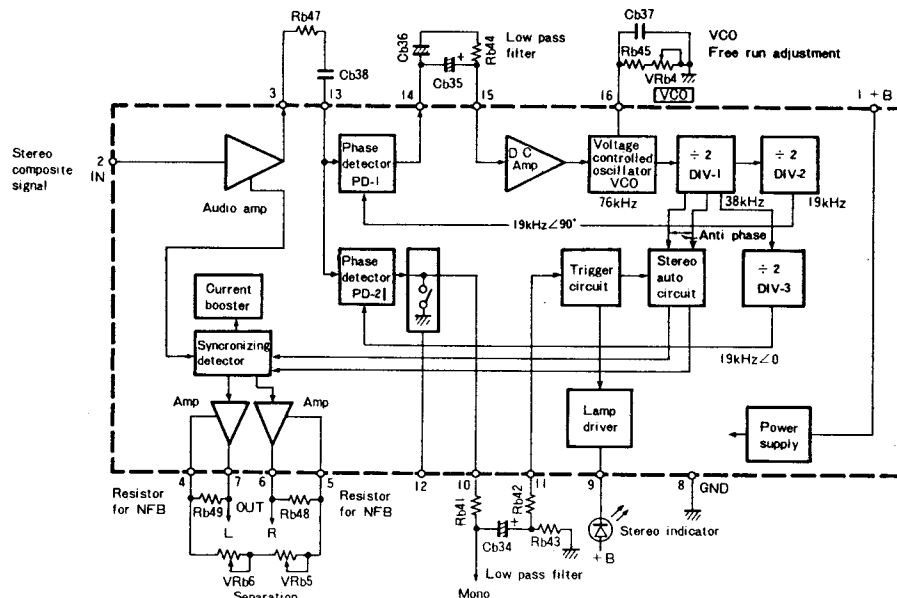 Rb47
Cb38
3
13
Cb36
Rb44
Cb35
+
Low pass
filter
14
15
Cb37
Rb45
VRb4
VCO
VCO
Free run adjustment
16
1 +B
Stereo
composite
signal
2
IN
Audio amp
Phase
detector
PD-1
DC
Amp
Voltage
controlled
oscillator
VCO
76kHz
÷2
DIV-1
38kHz
÷2
DIV-2
19kHz
19kHz∠90°
Anti phase
Phase
detector
PD-2
Trigger
circuit
Stereo
auto
circuit
÷2
DIV-3
19kHz∠0
Current
booster
Syncronizing
detector
Amp
Amp
Lamp
driver
Power
supply
4
7
6
5
12
10
11
9
8
GND
Resistor
for NFB
Rb49
OUT
L
R
Rb48
Resistor
for NFB
VRb6
VRb5
Separation
Rb41
Rb42
Cb34
+
Rb43
Low pass filter
Mono
Stereo indicator
+B